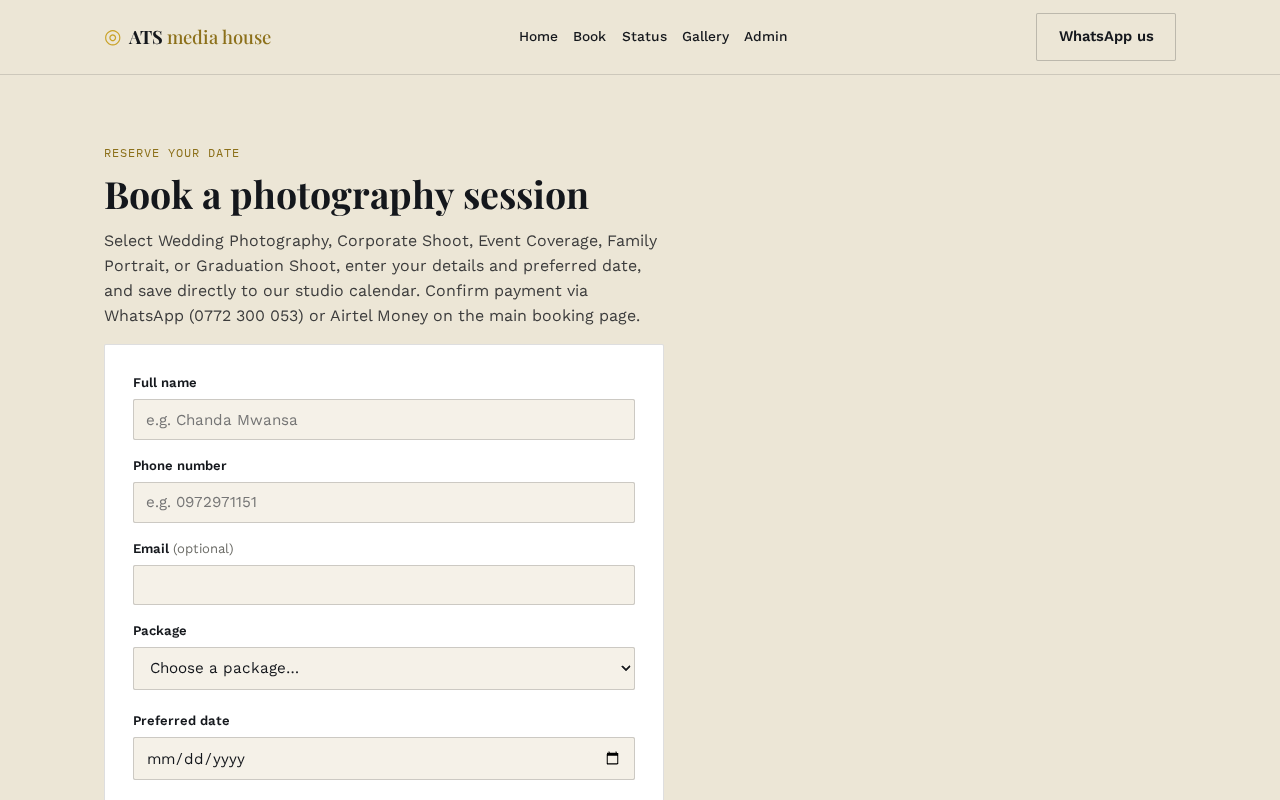 ATS media house
Home Book Status Gallery Admin
WhatsApp us
RESERVE YOUR DATE
Book a photography session
Select Wedding Photography, Corporate Shoot, Event Coverage, Family
Portrait, or Graduation Shoot, enter your details and preferred date,
and save directly to our studio calendar. Confirm payment via
WhatsApp (0772 300 053) or Airtel Money on the main booking page.
Full name
e.g. Chanda Mwansa
Phone number
e.g. 0972971151
Email (optional)
Package
Choose a package...
Preferred date
mm/dd/yyyy